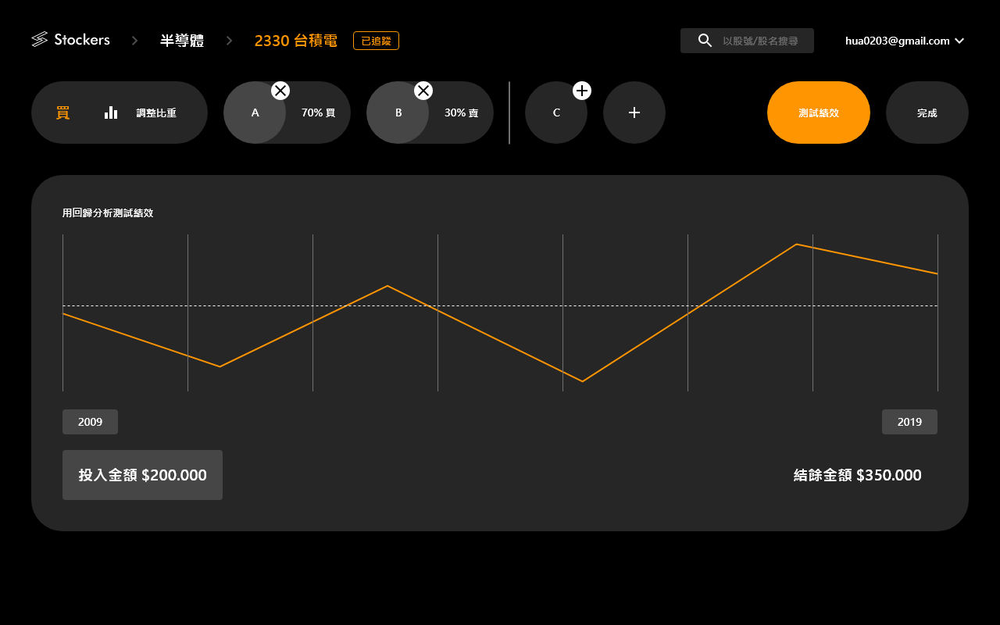 Stockers
半導體
2330 台積電
已追蹤
以股號/股名搜尋
hua0203@gmail.com
買
調整比重
A
70% 買
B
30% 賣
C
測試績效
完成
用回歸分析測試績效
2009
2019
投入金額 $200.000
結餘金額 $350.000